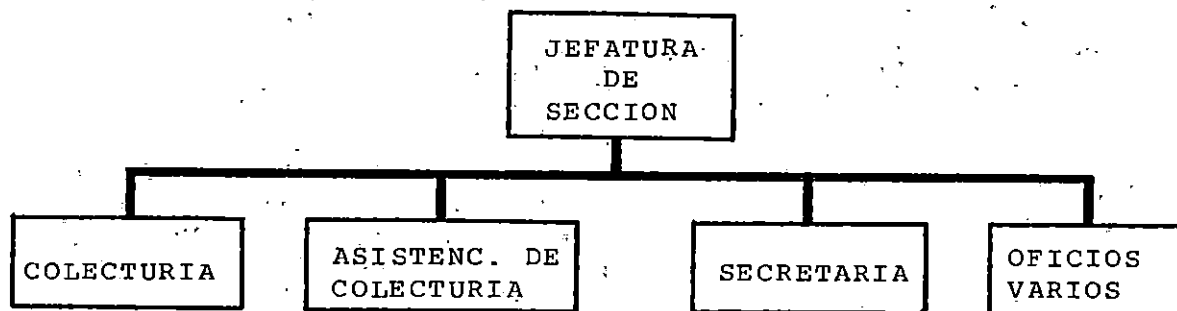 JEFATURA
DE
SECCION
COLECTURIA
ASISTENC. DE
COLECTURIA
SECRETARIA
OFICIOS
VARIOS